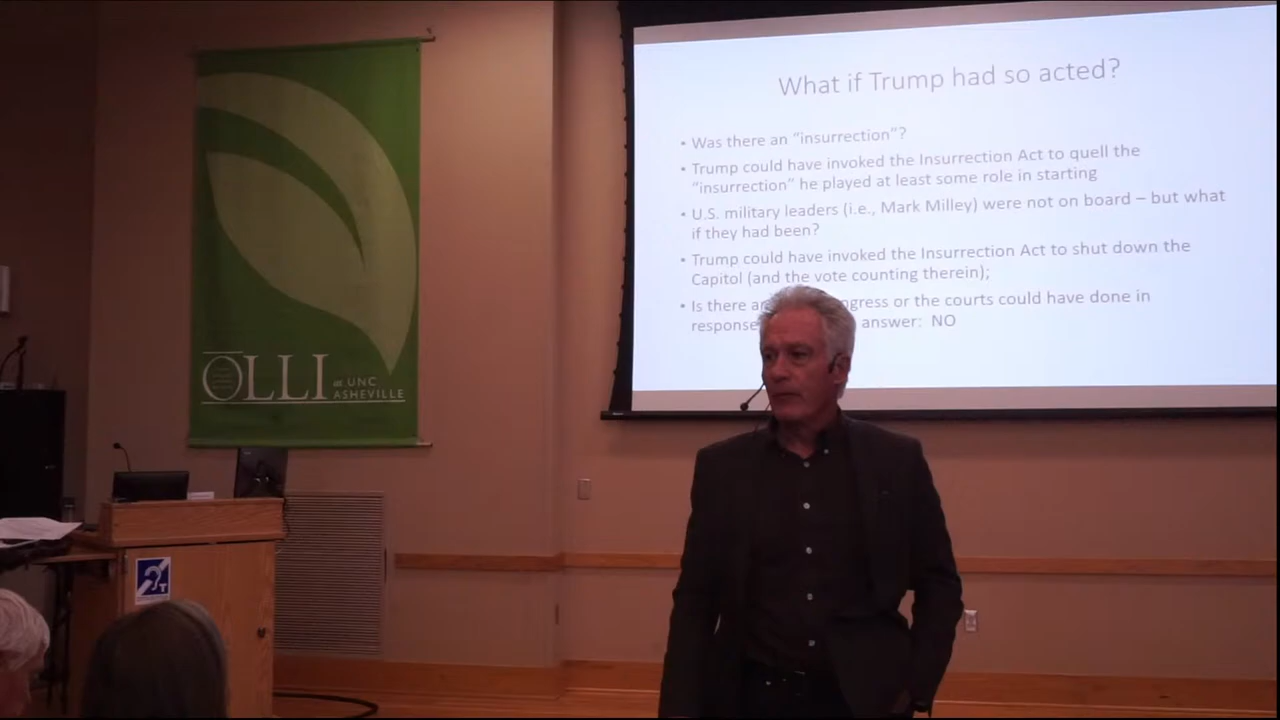 What if Trump had so acted?
• Was there an “insurrection”?
• Trump could have invoked the Insurrection Act to quell the
“insurrection” he played at least some role in starting
• U.S. military leaders (i.e., Mark Milley) were not on board – but what
if they had been?
• Trump could have invoked the Insurrection Act to shut down the
Capitol (and the vote counting therein);
• Is there ngress or the courts could have done in
response answer: NO
OLLI at UNC
ASHEVILLE
T